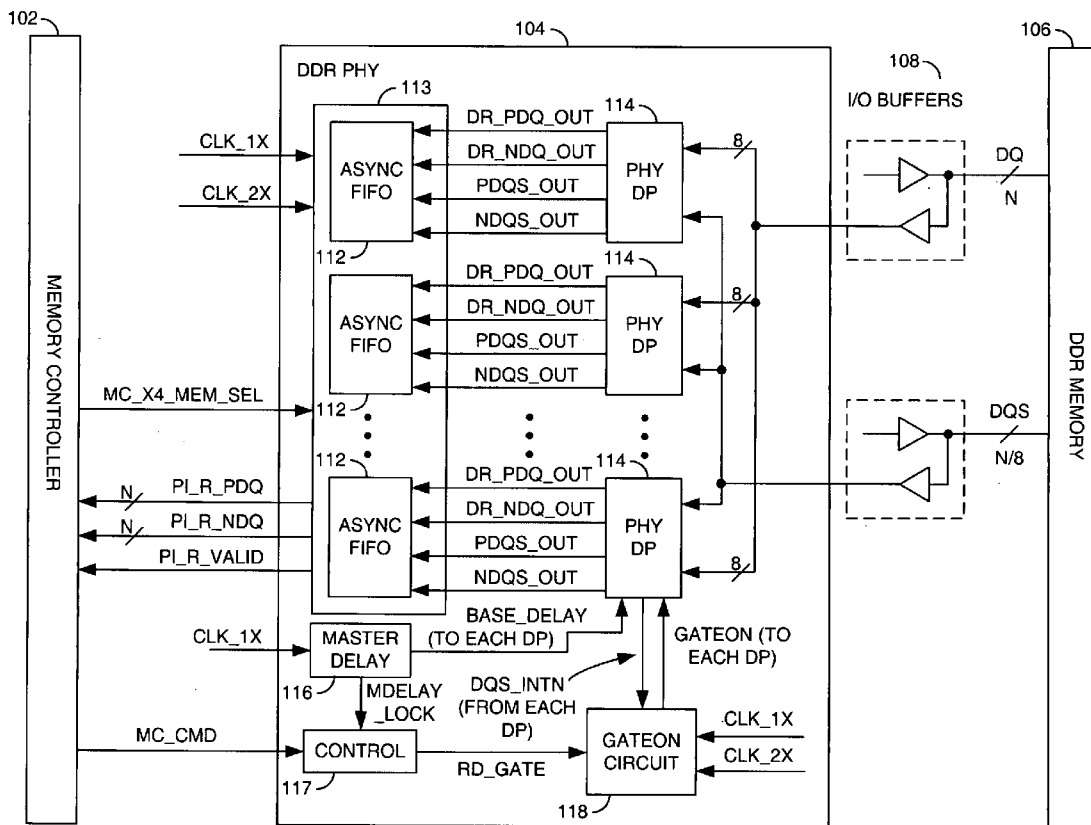 102
104
106
108
DDR PHY
113
I/O BUFFERS
CLK_1X
CLK_2X
ASYNC
FIFO
112
DR_PDQ_OUT
DR_NDQ_OUT
PDQS_OUT
NDQS_OUT
114
PHY
DP
8
DQ
N
MEMORY CONTROLLER
ASYNC
FIFO
112
DR_PDQ_OUT
DR_NDQ_OUT
PDQS_OUT
NDQS_OUT
114
PHY
DP
8
DDR MEMORY
MC_X4_MEM_SEL
DQS
N/8
112
ASYNC
FIFO
DR_PDQ_OUT
DR_NDQ_OUT
PDQS_OUT
NDQS_OUT
114
PHY
DP
8
N
PI_R_PDQ
N
PI_R_NDQ
PI_R_VALID
CLK_1X
MASTER
DELAY
116
BASE_DELAY
(TO EACH DP)
GATEON (TO
EACH DP)
MDELAY
_LOCK
DQS_INTN
(FROM EACH
DP)
MC_CMD
CONTROL
117
RD_GATE
GATEON
CIRCUIT
118
CLK_1X
CLK_2X